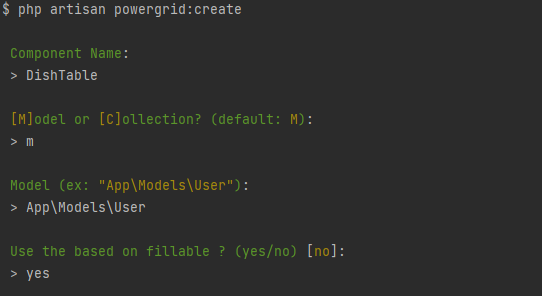 $ php artisan powergrid:create
Component Name:
> DishTable
[M]odel or [C]ollection? (default: M):
> m
Model (ex: "App\Models\User"):
> App\Models\User
Use the based on fillable ? (yes/no) [no]:
> yes